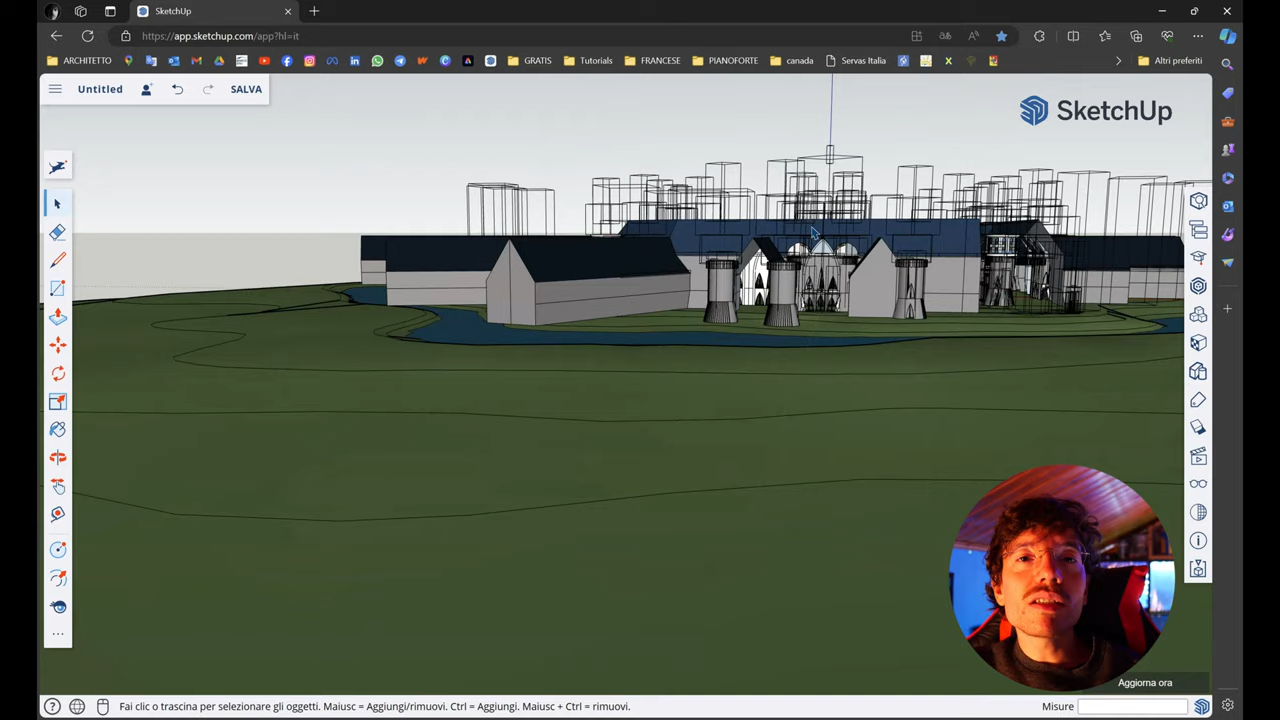 SketchUp
https://app.sketchup.com/app?hl=it
ARCHITETTO
GRATIS
Tutorials
FRANCESE
PIANOFORTE
canada
Servas Italia
Altri preferiti
Untitled
SALVA
SketchUp
Aggiorna ora
Fai clic o trascina per selezionare gli oggetti. Maiusc = Aggiungi/rimuovi. Ctrl = Aggiungi. Maiusc + Ctrl = rimuovi.
Misure